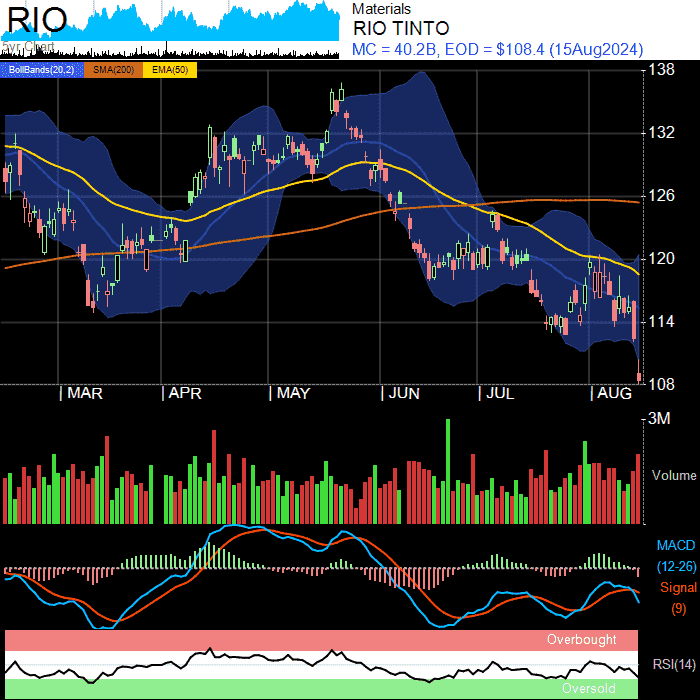 RIO
5yr Chart
Materials
RIO TINTO
MC = 40.2B, EOD = $108.4 (15Aug2024)
BollBands(20,2) SMA(200) EMA(50)
138
132
126
120
114
108
MAR APR MAY JUN JUL AUG
3M
Volume
MACD
(12-26)
Signal
(9)
Overbought
RSI(14)
Oversold